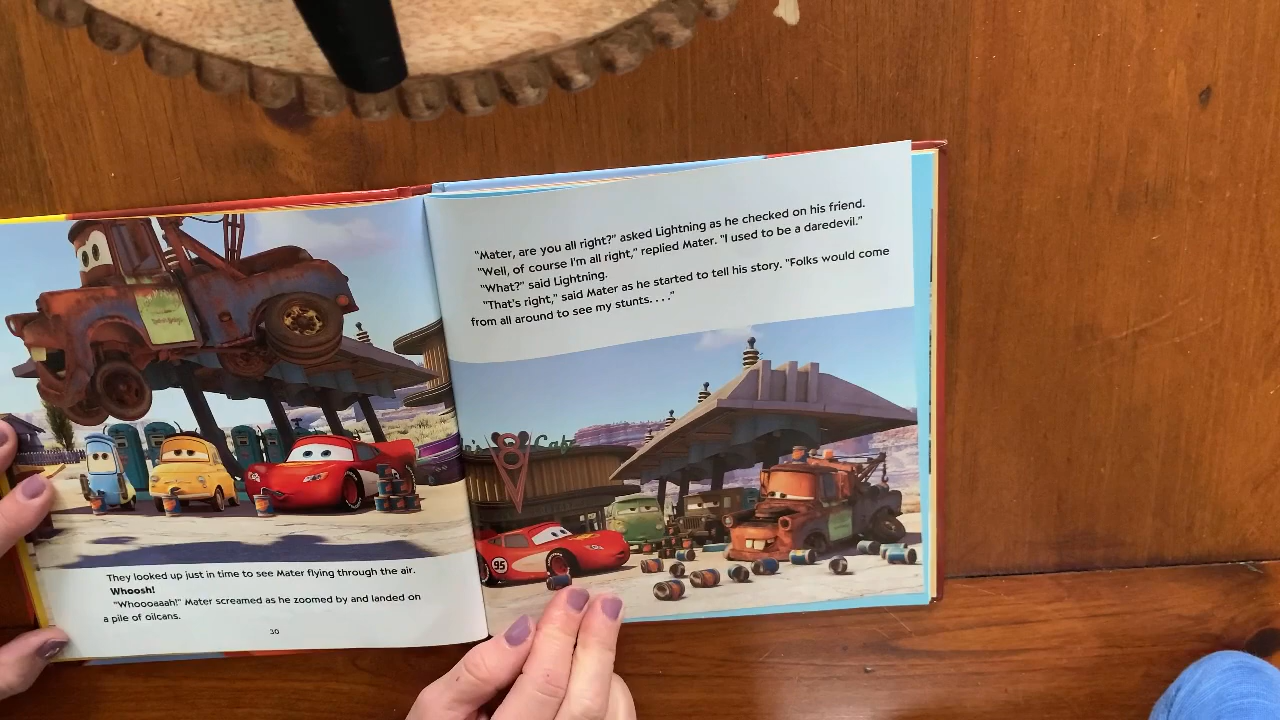 They looked up just in time to see Mater flying through the air.
Whoosh!
"Whoooaaah!" Mater screamed as he zoomed by and landed on
a pile of oilcans.
30
"Mater, are you all right?" asked Lightning as he checked on his friend.
"Well, of course I'm all right," replied Mater. "I used to be a daredevil."
"What?" said Lightning.
"That's right," said Mater as he started to tell his story. "Folks would come
from all around to see my stunts. . . ."
V8
95